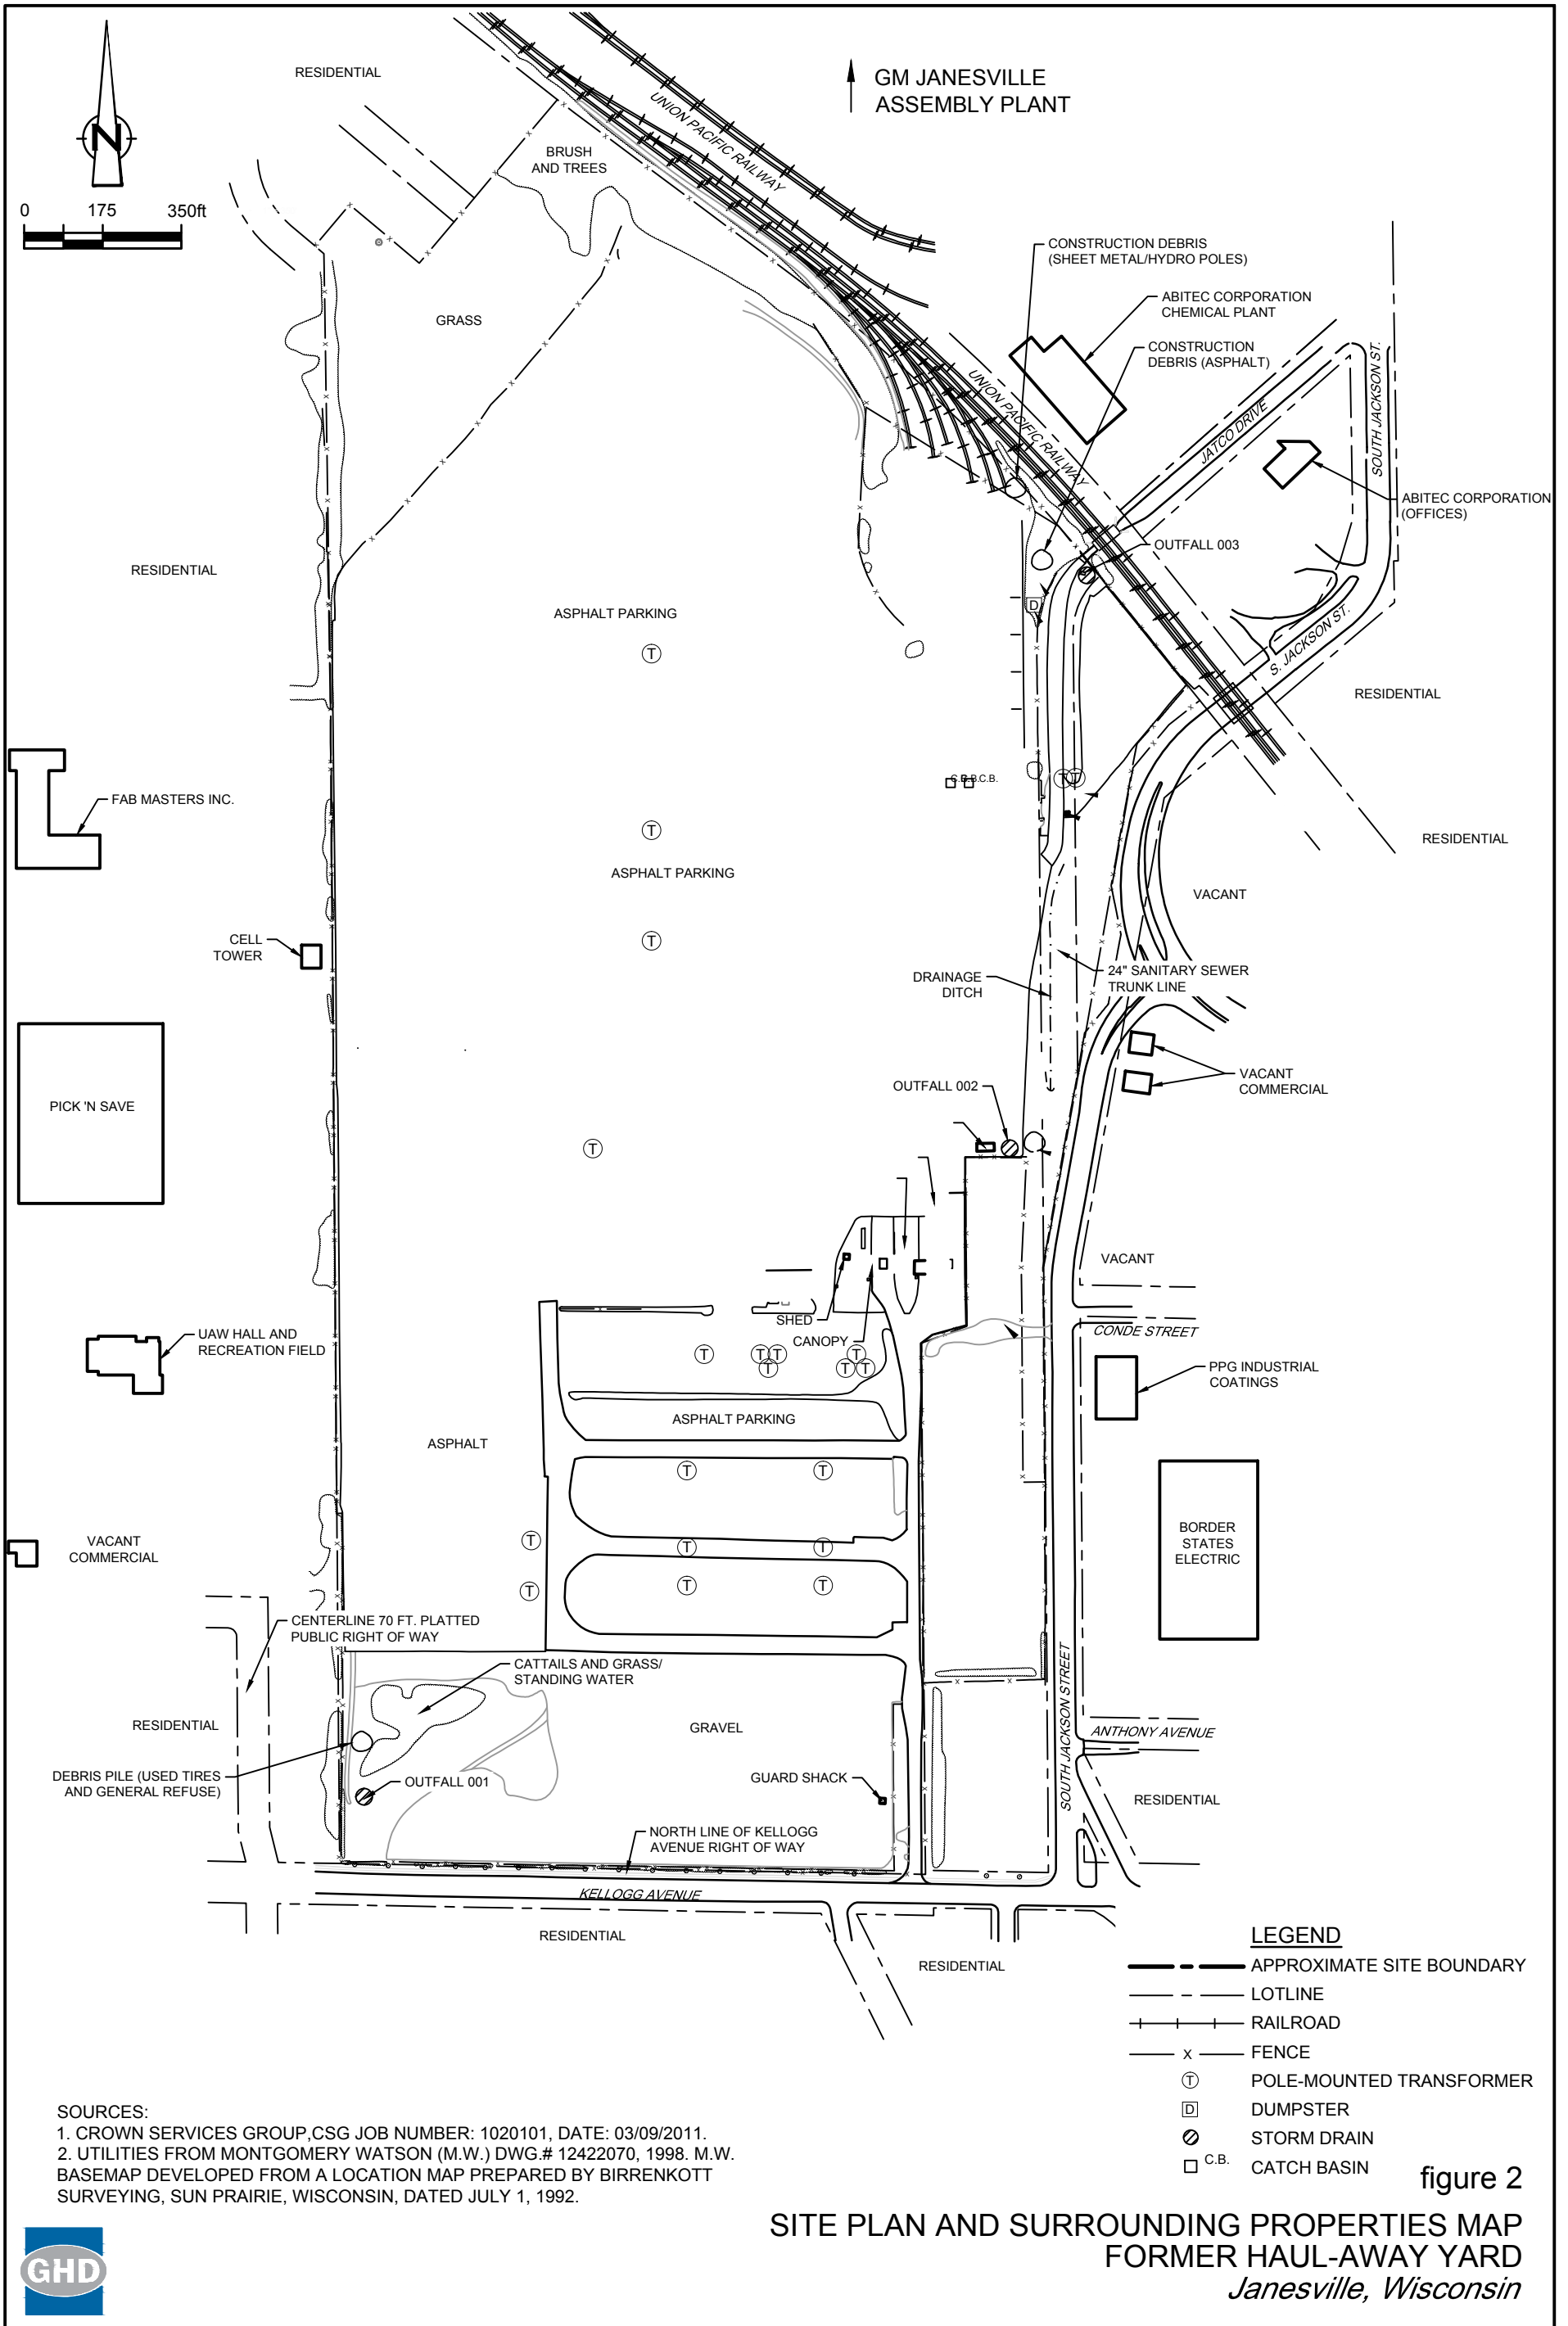 RESIDENTIAL
GM JANESVILLE
ASSEMBLY PLANT
N
UNION PACIFIC RAILWAY
BRUSH
AND TREES
0 175 350ft
CONSTRUCTION DEBRIS
(SHEET METAL/HYDRO POLES)
ABITEC CORPORATION
CHEMICAL PLANT
GRASS
CONSTRUCTION
DEBRIS (ASPHALT)
UNION PACIFIC RAILWAY
JATCO DRIVE
SOUTH JACKSON ST.
ABITEC CORPORATION
(OFFICES)
OUTFALL 003
RESIDENTIAL
D
ASPHALT PARKING
T
S. JACKSON ST.
RESIDENTIAL
C.B.
T T
FAB MASTERS INC.
T
RESIDENTIAL
ASPHALT PARKING
VACANT
T
CELL
TOWER
24" SANITARY SEWER
TRUNK LINE
DRAINAGE
DITCH
VACANT
COMMERCIAL
OUTFALL 002
PICK 'N SAVE
T
VACANT
SHED
CANOPY
CONDE STREET
UAW HALL AND
RECREATION FIELD
T T T T T T T
PPG INDUSTRIAL
COATINGS
ASPHALT PARKING
ASPHALT
T T
BORDER
STATES
ELECTRIC
VACANT
COMMERCIAL
T T T
T T T
CENTERLINE 70 FT. PLATTED
PUBLIC RIGHT OF WAY
CATTAILS AND GRASS/
STANDING WATER
SOUTH JACKSON STREET
RESIDENTIAL
GRAVEL
ANTHONY AVENUE
DEBRIS PILE (USED TIRES
AND GENERAL REFUSE)
OUTFALL 001
GUARD SHACK
RESIDENTIAL
NORTH LINE OF KELLOGG
AVENUE RIGHT OF WAY
KELLOGG AVENUE
RESIDENTIAL
RESIDENTIAL
LEGEND
APPROXIMATE SITE BOUNDARY
LOTLINE
RAILROAD
X FENCE
T POLE-MOUNTED TRANSFORMER
D DUMPSTER
STORM DRAIN
C.B. CATCH BASIN
SOURCES:
1. CROWN SERVICES GROUP,CSG JOB NUMBER: 1020101, DATE: 03/09/2011.
2. UTILITIES FROM MONTGOMERY WATSON (M.W.) DWG.# 12422070, 1998. M.W.
BASEMAP DEVELOPED FROM A LOCATION MAP PREPARED BY BIRRENKOTT
SURVEYING, SUN PRAIRIE, WISCONSIN, DATED JULY 1, 1992.
figure 2
SITE PLAN AND SURROUNDING PROPERTIES MAP
FORMER HAUL-AWAY YARD
Janesville, Wisconsin
GHD